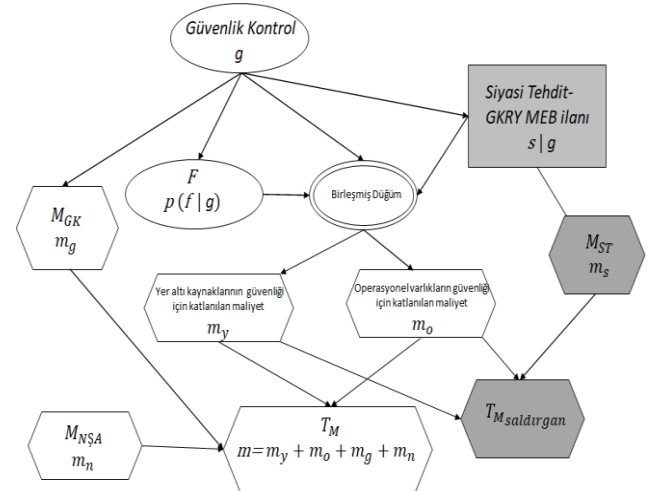 Güvenlik Kontrol
g
Siyasi Tehdit-
GKRY MEB ilanı
s | g
F
p (f | g)
Birleşmiş Düğüm
M_GK
m_g
M_ST
m_s
Yer altı kaynaklarının güvenliği
için katlanılan maliyet
m_y
Operasyonel varlıkların güvenliği
için katlanılan maliyet
m_o
M_NŞA
m_n
T_M
m=m_y + m_o + m_g + m_n
T_M saldırgan